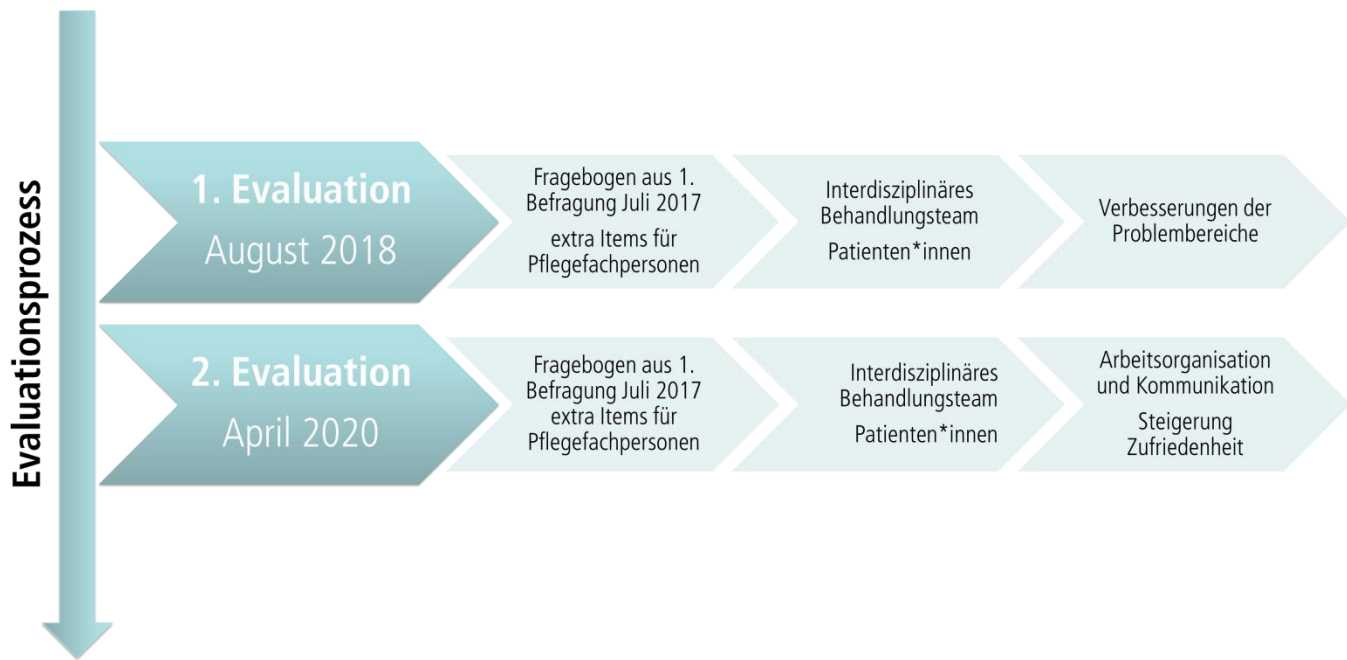 Evaluationsprozess
1. Evaluation
August 2018
Fragebogen aus 1.
Befragung Juli 2017
extra Items für
Pflegefachpersonen
Interdisziplinäres
Behandlungsteam
Patienten*innen
Verbesserungen der
Problembereiche
2. Evaluation
April 2020
Fragebogen aus 1.
Befragung Juli 2017
extra Items für
Pflegefachpersonen
Interdisziplinäres
Behandlungsteam
Patienten*innen
Arbeitsorganisation
und Kommunikation
Steigerung
Zufriedenheit